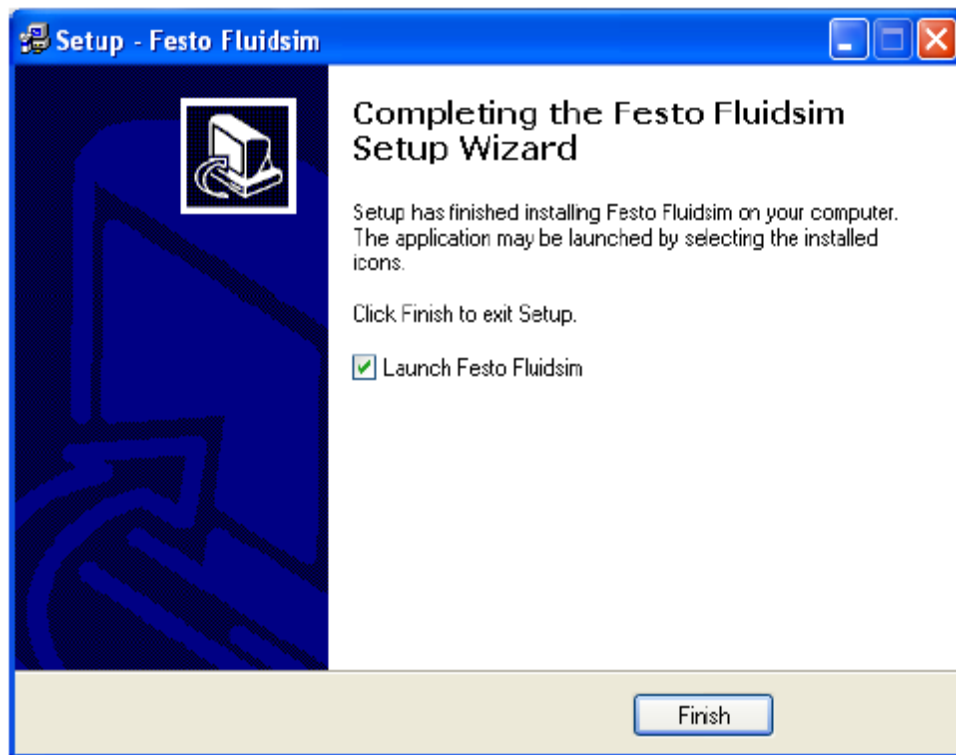 Setup - Festo Fluidsim
Completing the Festo Fluidsim
Setup Wizard
Setup has finished installing Festo Fluidsim on your computer.
The application may be launched by selecting the installed
icons.
Click Finish to exit Setup.
Launch Festo Fluidsim
Finish